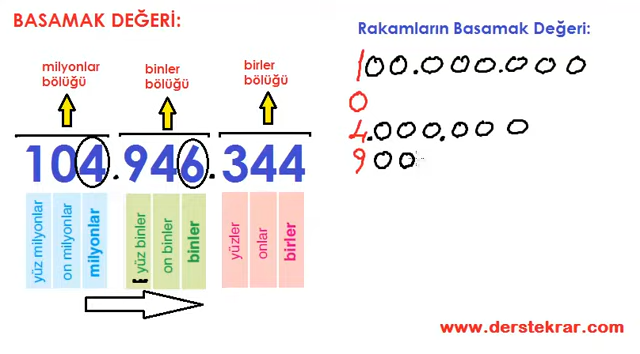 BASAMAK DEĞERİ:
milyonlar
bölüğü
binler
bölüğü
birler
bölüğü
104.946.344
yüz milyonlar
on milyonlar
milyonlar
yüz binler
on binler
binler
yüzler
onlar
birler
Rakamların Basamak Değeri:
100.000.000
0
4.000.000
900
www.derstekrar.com